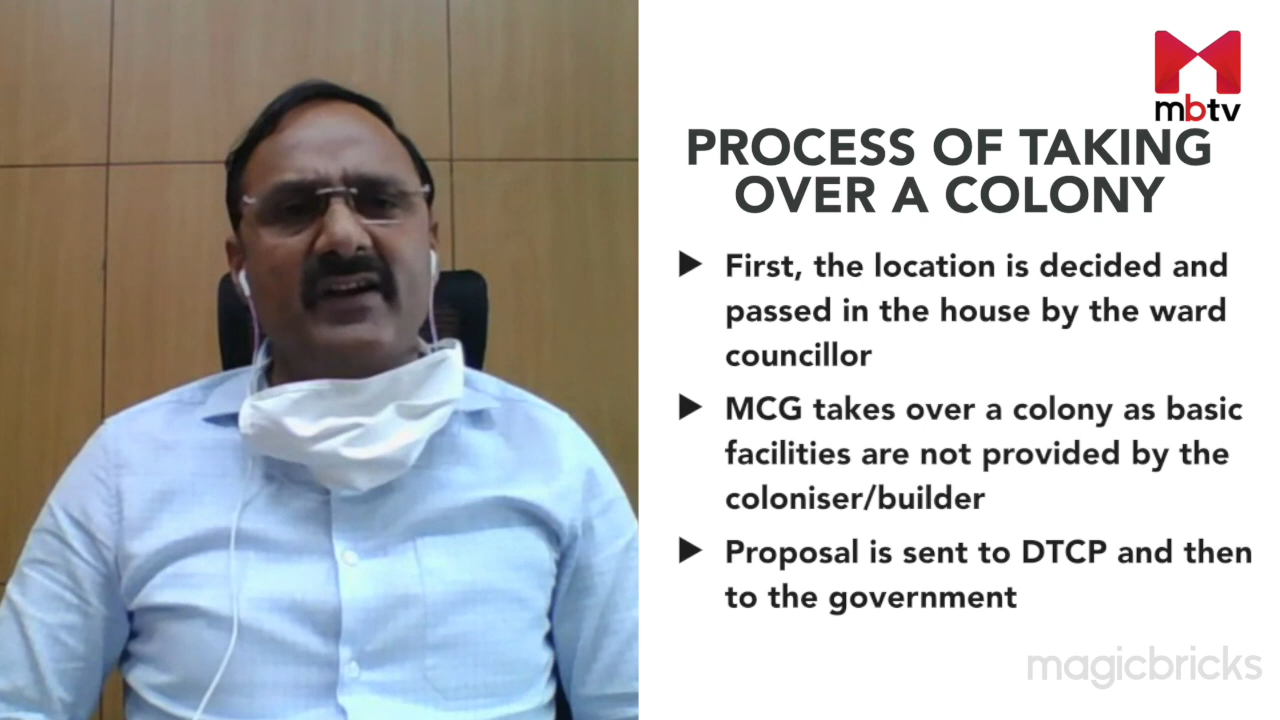 mbtv
PROCESS OF TAKING
OVER A COLONY
First, the location is decided and
passed in the house by the ward
councillor
MCG takes over a colony as basic
facilities are not provided by the
coloniser/builder
Proposal is sent to DTCP and then
to the government
magicbricks